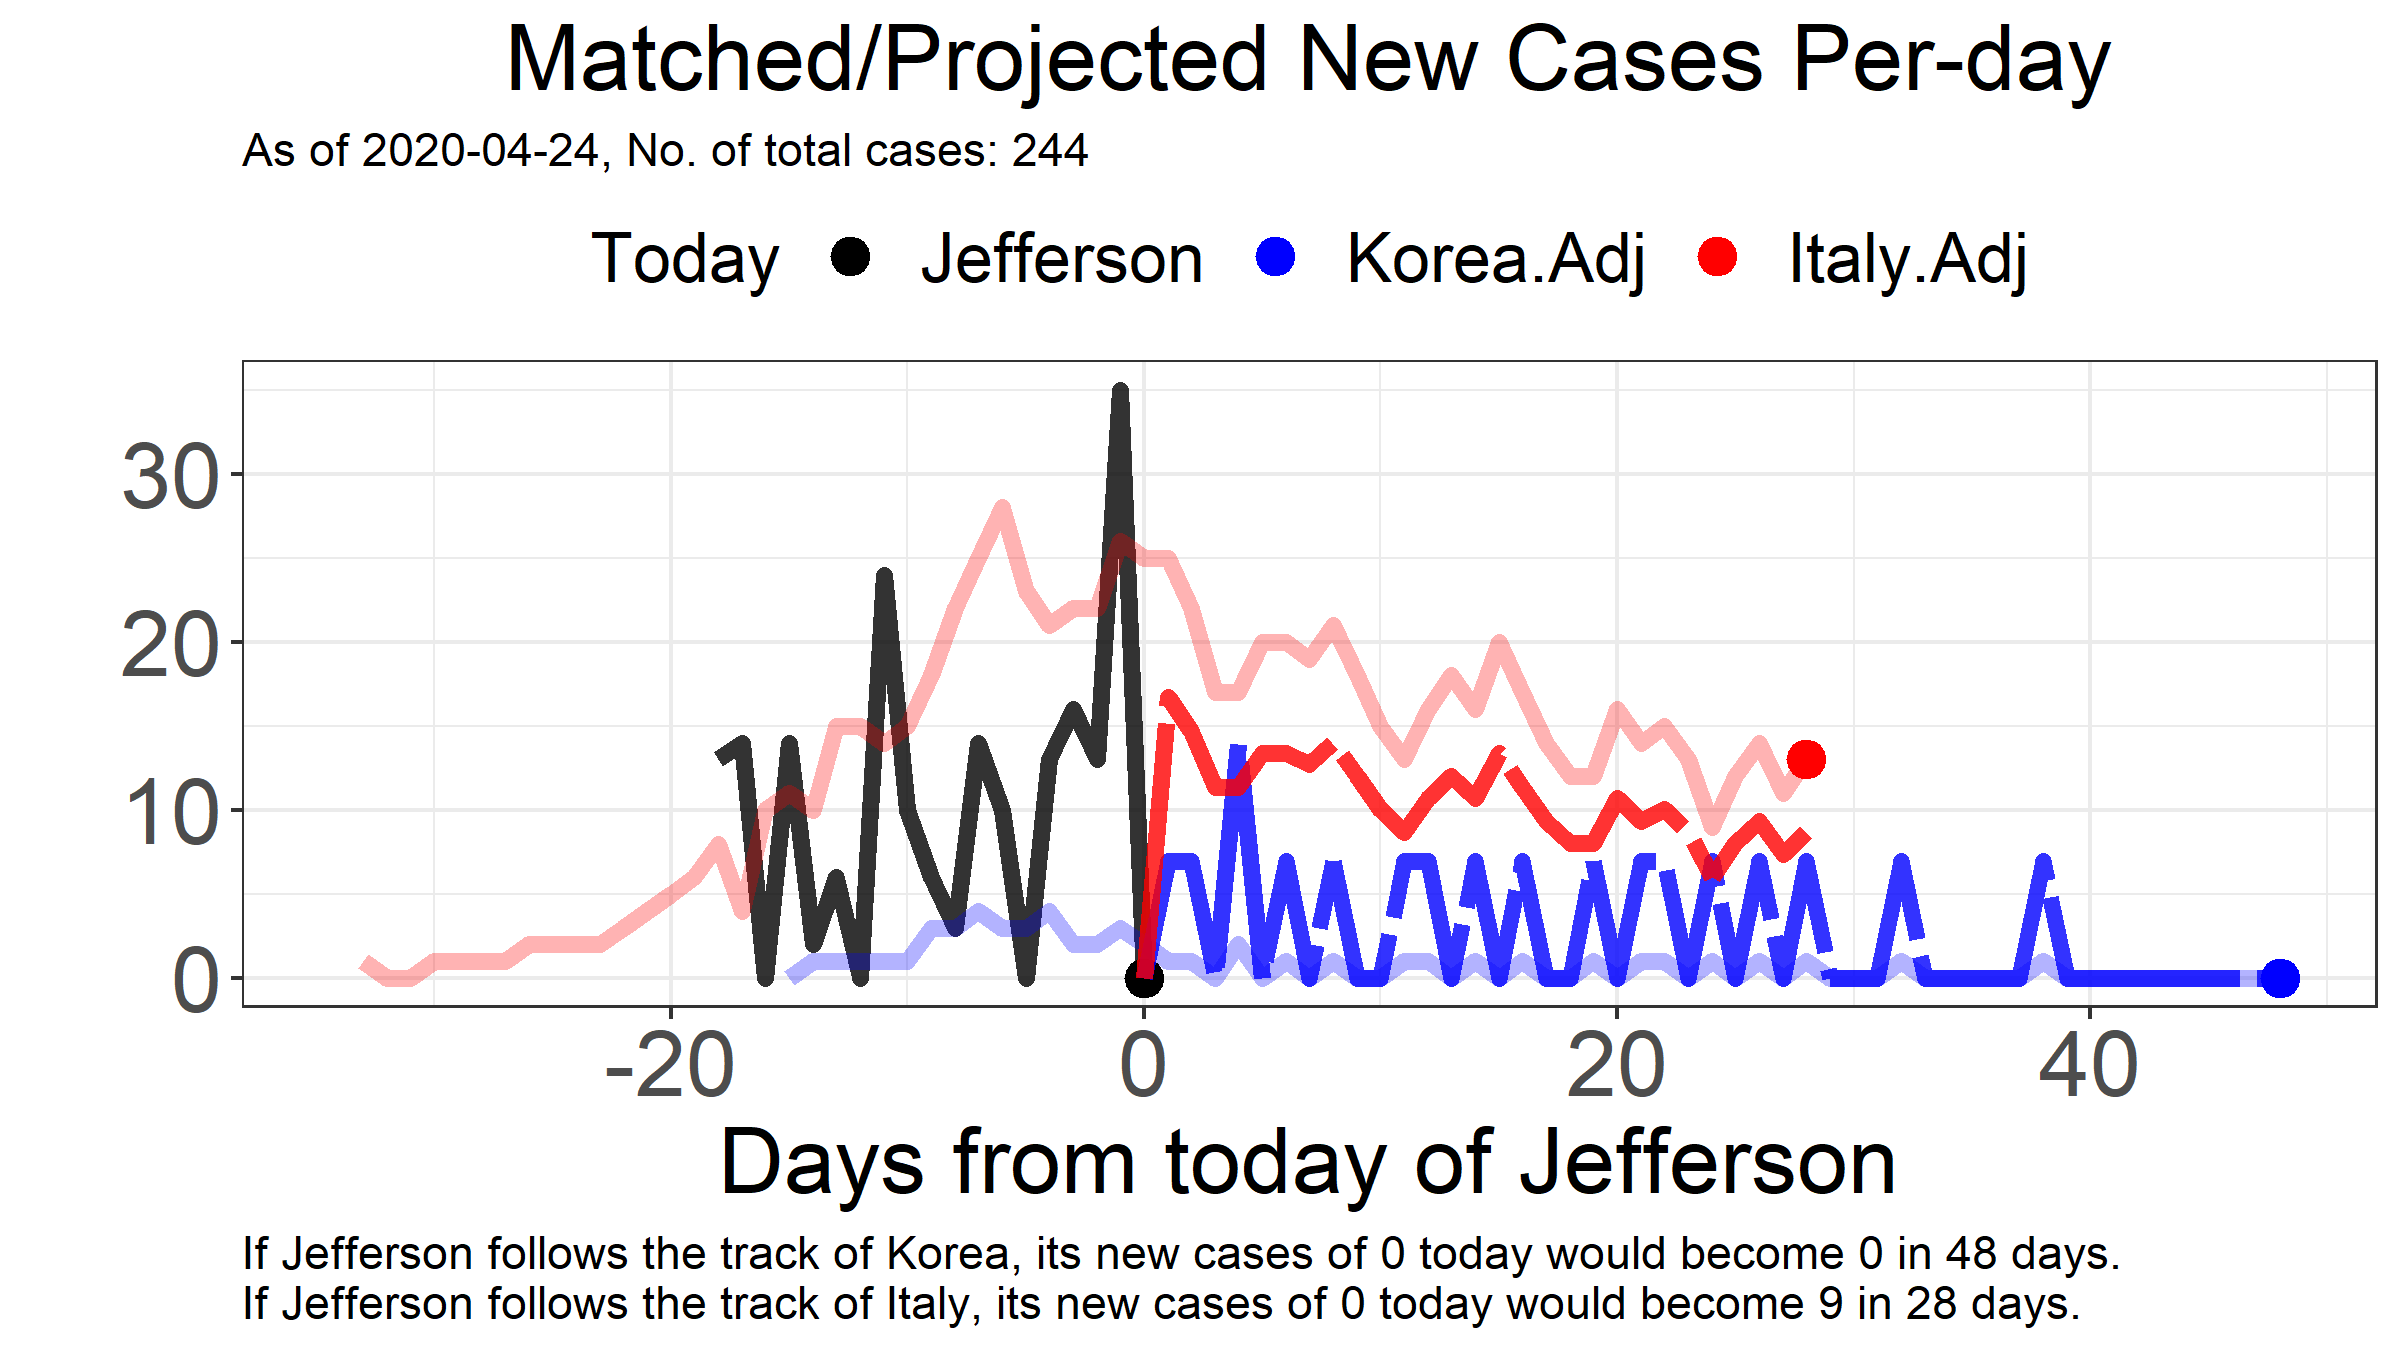 Matched/Projected New Cases Per-day
As of 2020-04-24, No. of total cases: 244
Today Jefferson Korea.Adj Italy.Adj
30
20
10
0
-20 0 20 40
Days from today of Jefferson
If Jefferson follows the track of Korea, its new cases of 0 today would become 0 in 48 days.
If Jefferson follows the track of Italy, its new cases of 0 today would become 9 in 28 days.